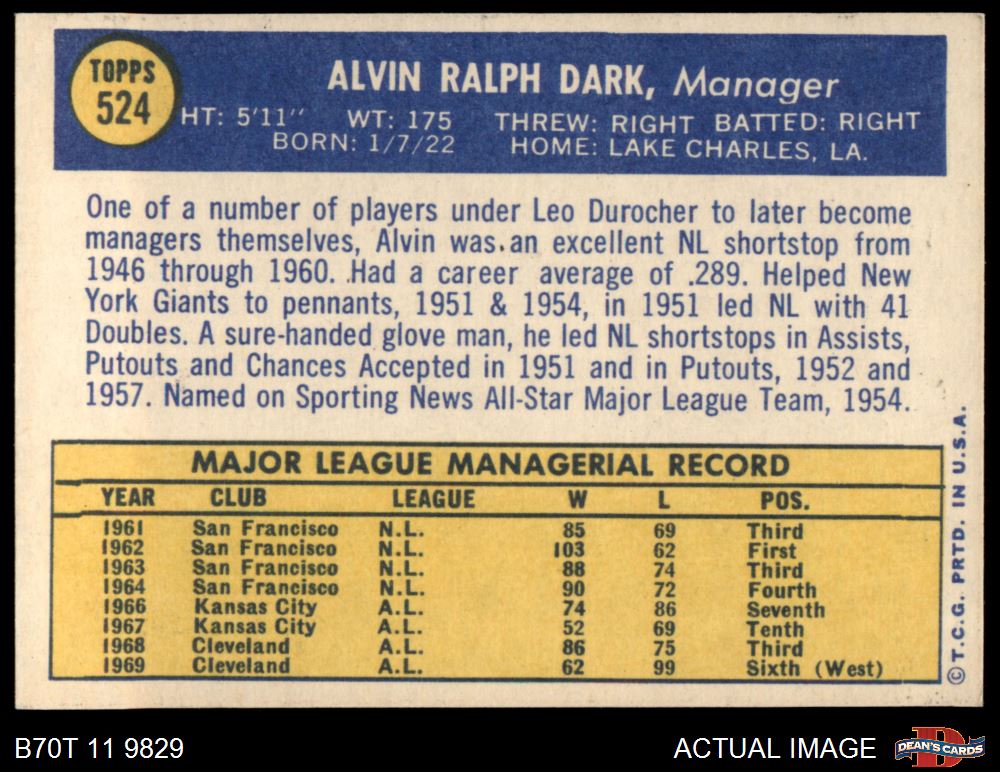 TOPPS
524
ALVIN RALPH DARK, Manager
HT: 5'11" WT: 175 THREW: RIGHT BATTED: RIGHT
BORN: 1/7/22 HOME: LAKE CHARLES, LA.
One of a number of players under Leo Durocher to later become
managers themselves, Alvin was an excellent NL shortstop from
1946 through 1960. Had a career average of .289. Helped New
York Giants to pennants, 1951 & 1954, in 1951 led NL with 41
Doubles. A sure-handed glove man, he led NL shortstops in Assists,
Putouts and Chances Accepted in 1951 and in Putouts, 1952 and
1957. Named on Sporting News All-Star Major League Team, 1954.
MAJOR LEAGUE MANAGERIAL RECORD
YEAR CLUB LEAGUE W L POS.
1961 San Francisco N.L. 85 69 Third
1962 San Francisco N.L. 103 62 First
1963 San Francisco N.L. 88 74 Third
1964 San Francisco N.L. 90 72 Fourth
1966 Kansas City A.L. 74 86 Seventh
1967 Kansas City A.L. 52 69 Tenth
1968 Cleveland A.L. 86 75 Third
1969 Cleveland A.L. 62 99 Sixth (West)
© T.C.G. PRTD. IN U.S.A.
B70T 11 9829
ACTUAL IMAGE
D
DEAN'S CARDS